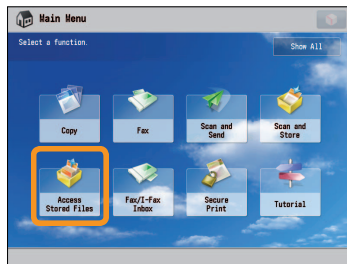 Main Menu
Select a function.
Show All
Copy
Fax
Scan and
Send
Scan and
Store
Access
Stored Files
Fax/I-Fax
Inbox
Secure
Print
Tutorial